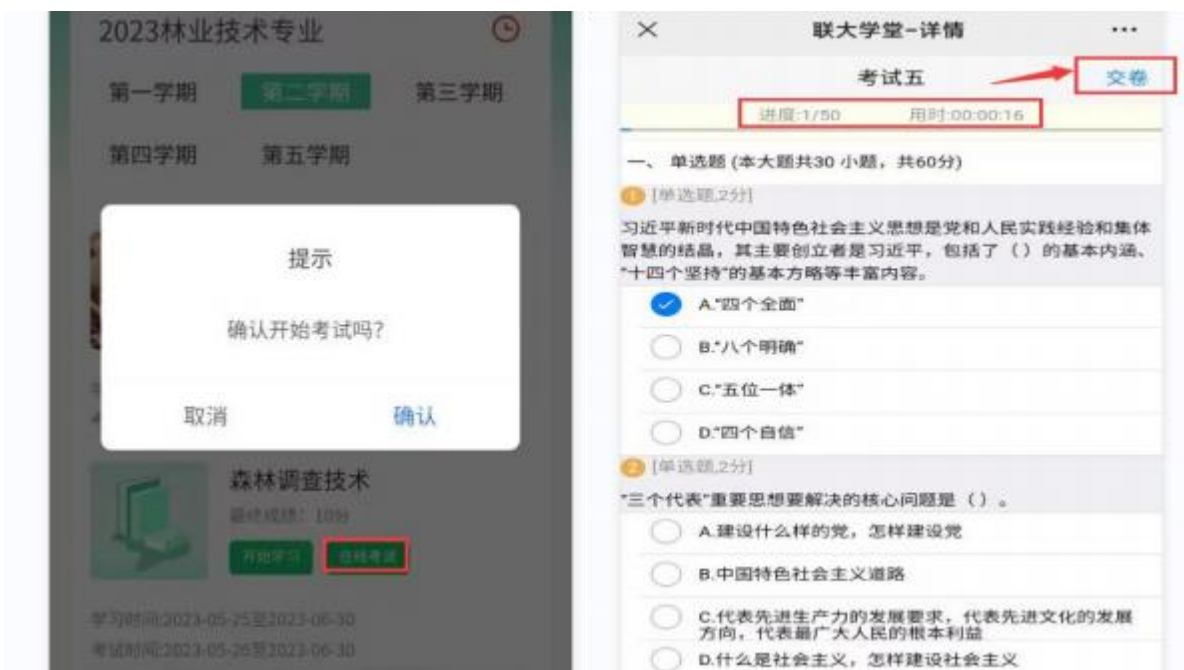 2023林业技术专业
第一学期 第二学期 第三学期
第四学期 第五学期
提示
确认开始考试吗?
取消 确认
森林调查技术
最终成绩: 10分
开始学习 在线考试
学习时间:2023-05-25至2023-06-30
考试时间:2023-05-26至2023-06-30
联大学堂-详情
考试五 交卷
进度:1/50 用时:00:00:16
一、 单选题 (本大题共30 小题，共60分)
1 [单选题,2分]
习近平新时代中国特色社会主义思想是党和人民实践经验和集体
智慧的结晶，其主要创立者是习近平，包括了（）的基本内涵、
"十四个坚持"的基本方略等丰富内容。
A."四个全面"
B."八个明确"
C."五位一体"
D."四个自信"
2 [单选题,2分]
"三个代表"重要思想要解决的核心问题是（）。
A.建设什么样的党，怎样建设党
B.中国特色社会主义道路
C.代表先进生产力的发展要求，代表先进文化的发展
方向，代表最广大人民的根本利益
D.什么是社会主义，怎样建设社会主义